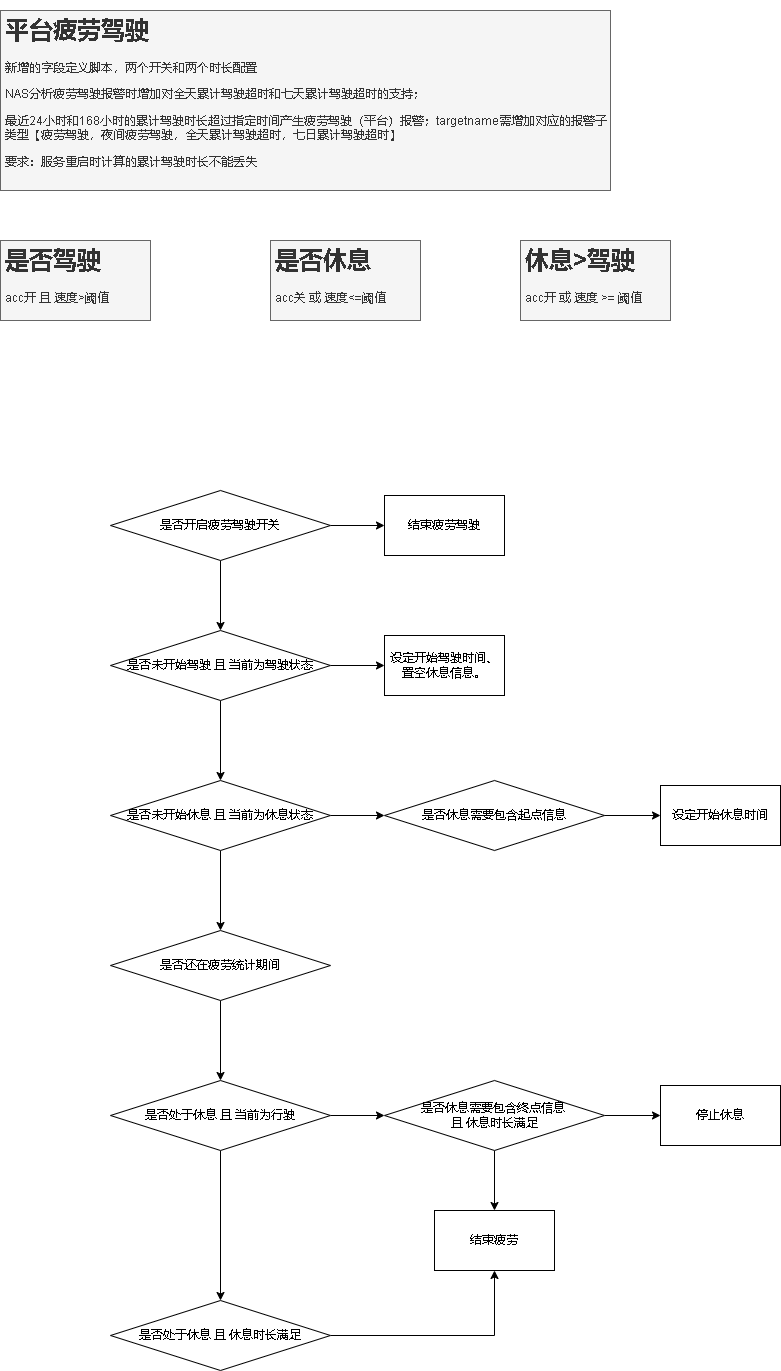 平台疲劳驾驶
新增的字段定义脚本，两个开关和两个时长配置
NAS分析疲劳驾驶报警时增加对全天累计驾驶超时和七天累计驾驶超时的支持；
最近24小时和168小时的累计驾驶时长超过指定时间产生疲劳驾驶（平台）报警；targetname需增加对应的报警子
类型【疲劳驾驶，夜间疲劳驾驶，全天累计驾驶超时，七日累计驾驶超时】
要求：服务重启时计算的累计驾驶时长不能丢失
是否驾驶
acc开 且 速度>阈值
是否休息
acc关 或 速度<=阈值
休息>驾驶
acc开 或 速度 >= 阈值
是否开启疲劳驾驶开关
结束疲劳驾驶
是否未开始驾驶 且 当前为驾驶状态
设定开始驾驶时间、
置空休息信息。
是否未开始休息 且 当前为休息状态
是否休息需要包含起点信息
设定开始休息时间
是否还在疲劳统计期间
是否处于休息 且 当前为行驶
是否休息需要包含终点信息
且 休息时长满足
停止休息
结束疲劳
是否处于休息 且 休息时长满足